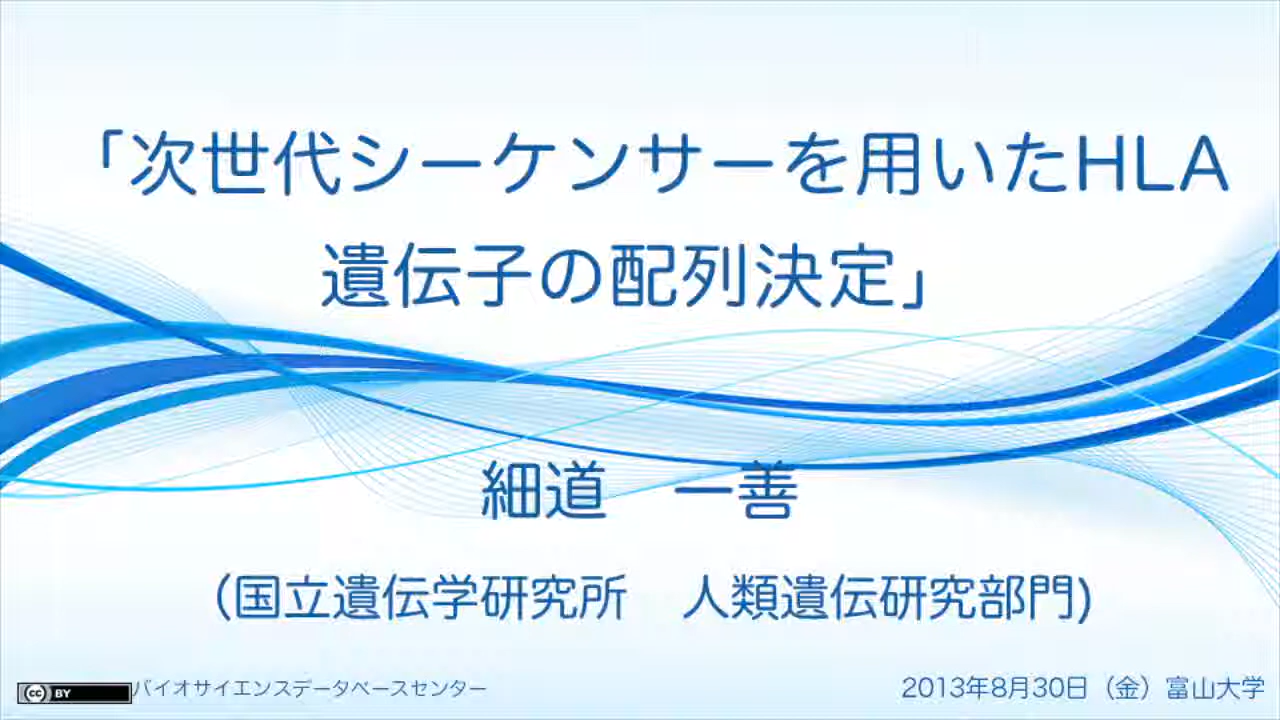 「次世代シーケンサーを用いたHLA
遺伝子の配列決定」
細道　一善
(国立遺伝学研究所　人類遺伝研究部門)
cc BY バイオサイエンスデータベースセンター
2013年8月30日（金）富山大学